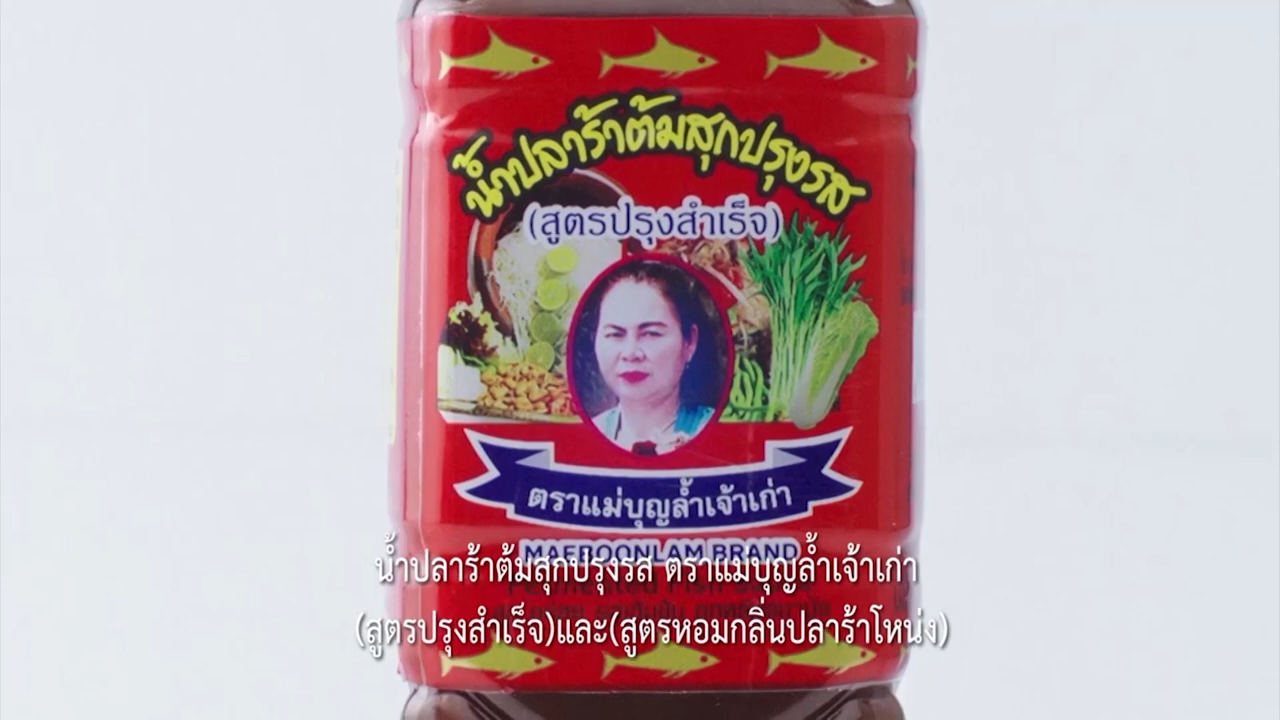 น้ำปลาร้าต้มสุกปรุงรส
(สูตรปรุงสำเร็จ)
ตราแม่บุญล้ำเจ้าเก่า
MAEBOONLAM BRAND
น้ำปลาร้าต้มสุกปรุงรส ตราแม่บุญล้ำเจ้าเก่า
(สูตรปรุงสำเร็จ)และ(สูตรหอมกลิ่นปลาร้าโหน่ง)